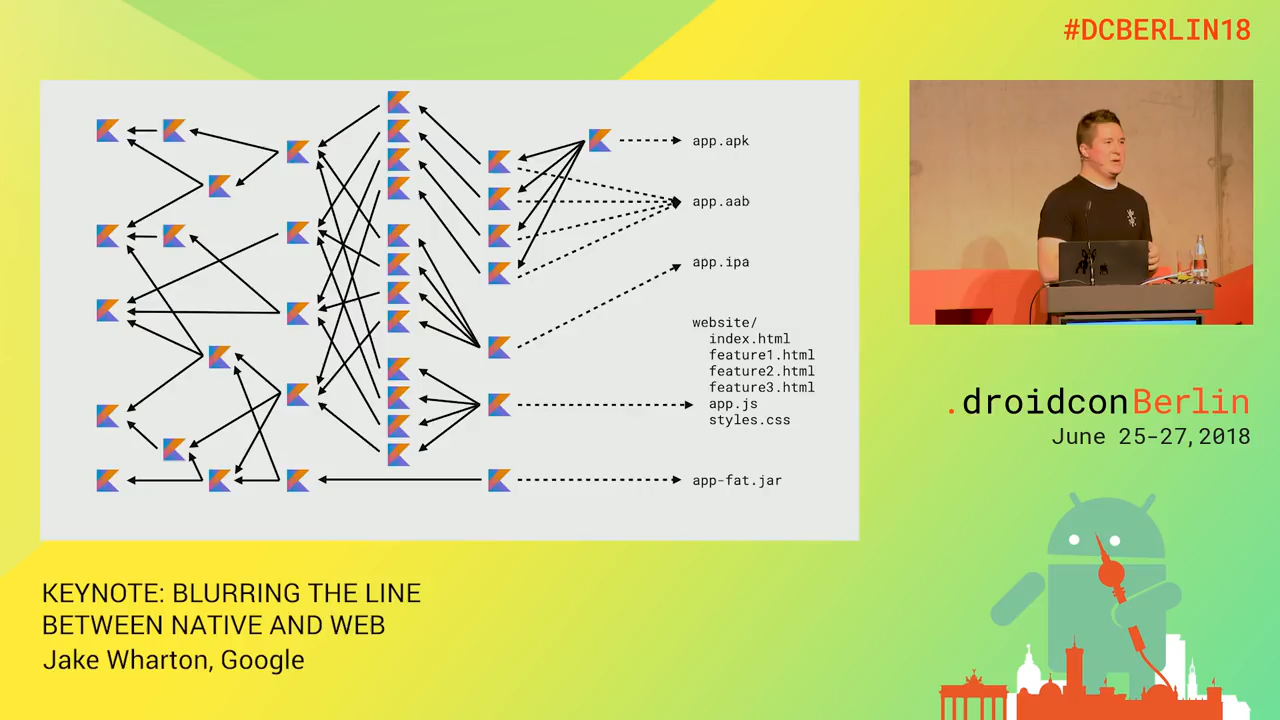 #DCBERLIN18
app.apk
app.aab
app.ipa
website/
index.html
feature1.html
feature2.html
feature3.html
app.js
styles.css
app-fat.jar
.droidconBerlin
June 25-27, 2018
KEYNOTE: BLURRING THE LINE
BETWEEN NATIVE AND WEB
Jake Wharton, Google